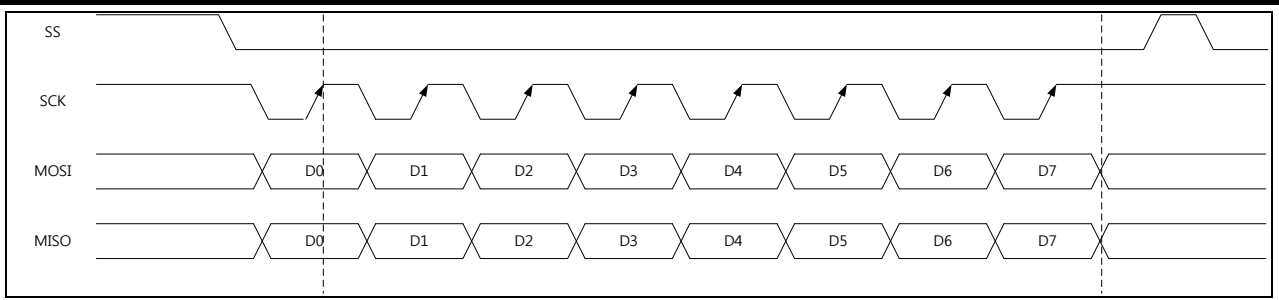 SS
SCK
MOSI D0 D1 D2 D3 D4 D5 D6 D7
MISO D0 D1 D2 D3 D4 D5 D6 D7